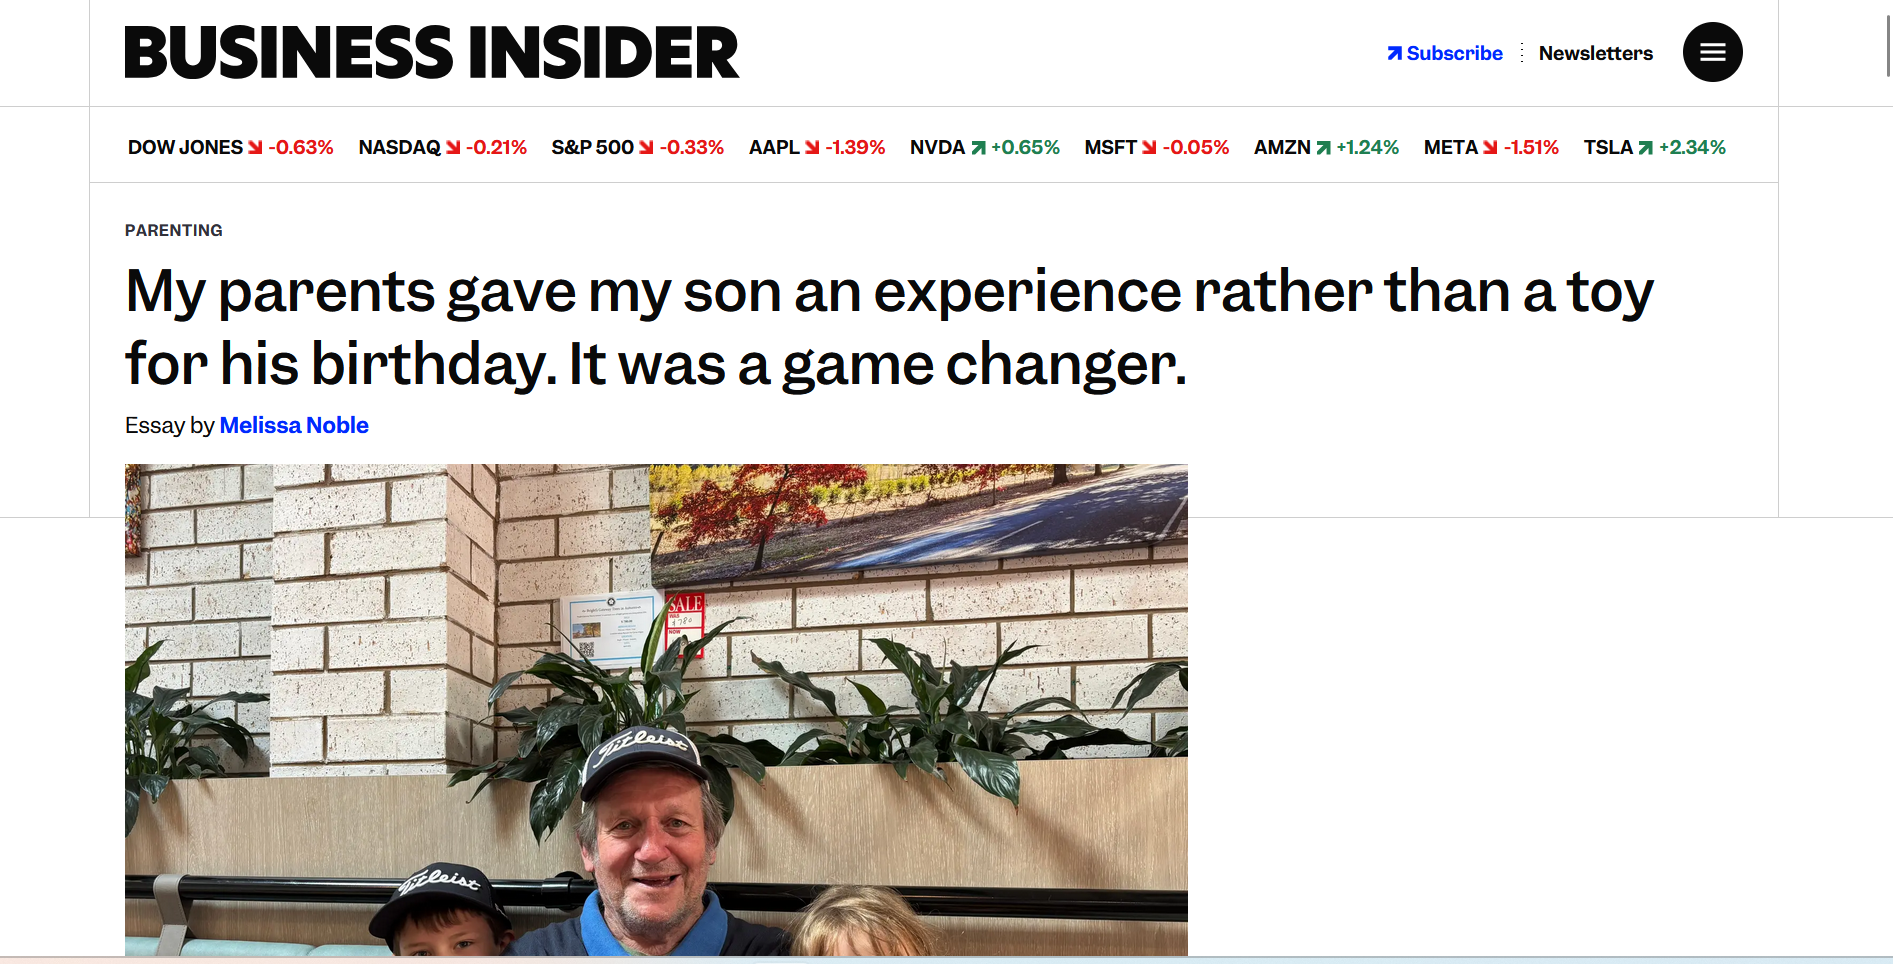 BUSINESS INSIDER
Subscribe
Newsletters
DOW JONES -0.63% NASDAQ -0.21% S&P 500 -0.33% AAPL -1.39% NVDA +0.65% MSFT -0.05% AMZN +1.24% META -1.51% TSLA +2.34%
PARENTING
My parents gave my son an experience rather than a toy
for his birthday. It was a game changer.
Essay by Melissa Noble
SALE
WAS
$780
NOW
Titleist
Titleist